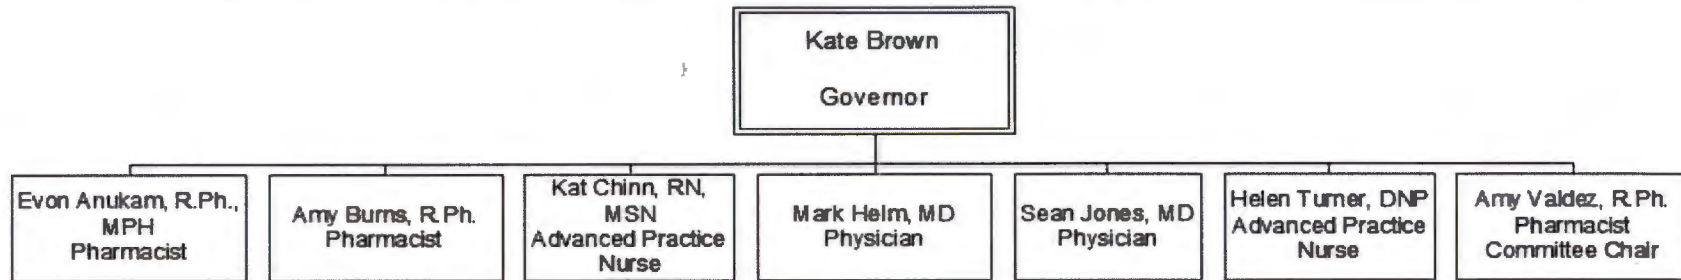 Kate Brown
Governor
Evon Anukam, R.Ph.,
MPH
Pharmacist
Amy Burns, R.Ph.
Pharmacist
Kat Chinn, RN,
MSN
Advanced Practice
Nurse
Mark Helm, MD
Physician
Sean Jones, MD
Physician
Helen Turner, DNP
Advanced Practice
Nurse
Amy Valdez, R.Ph.
Pharmacist
Committee Chair